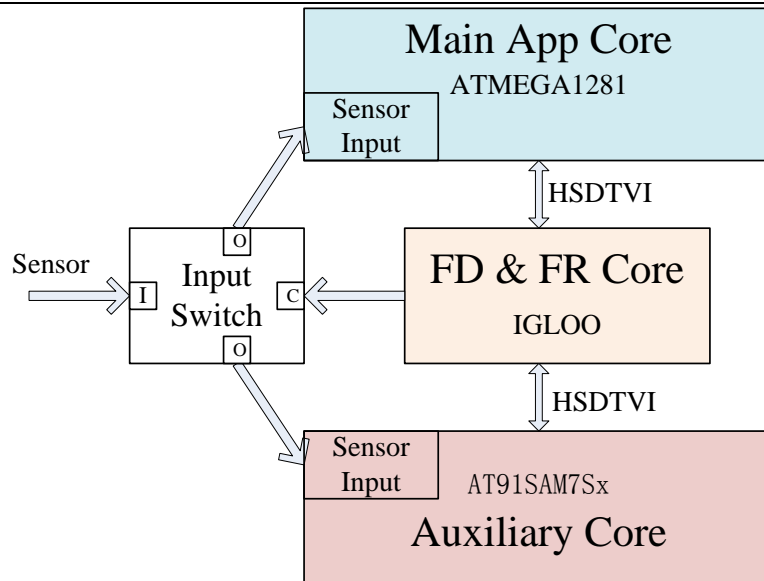 Main App Core
ATMEGA1281
Sensor
Input
HSDTVI
O
Sensor
I
Input
Switch
C
O
FD & FR Core
IGLOO
HSDTVI
Sensor
Input
AT91SAM7Sx
Auxiliary Core